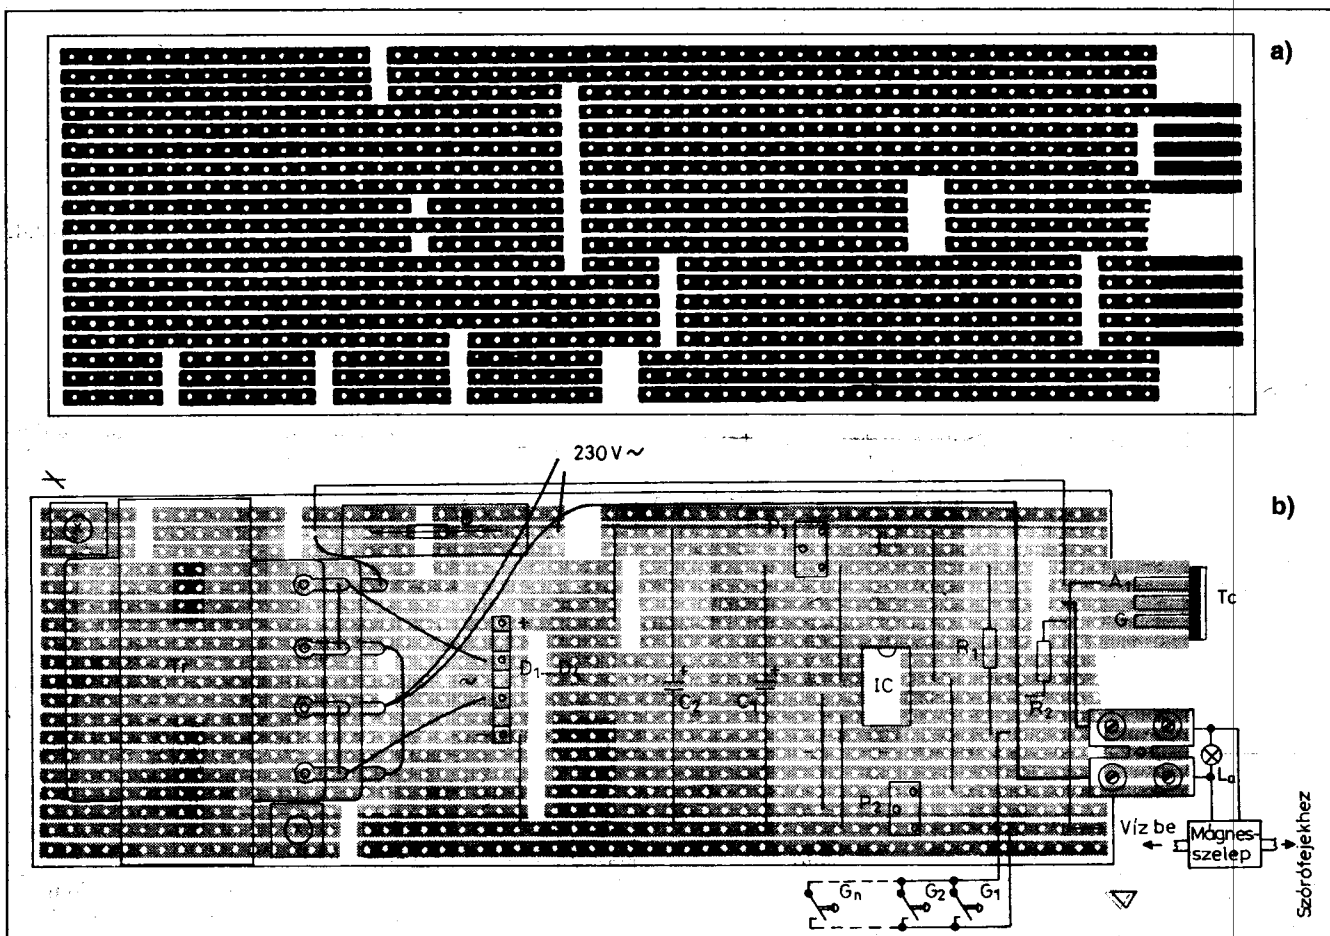 a)
230 V ~
b)
B
P1
A1
Tc
G
+
Tr
D1–D4
~
R1
IC
+
C2
+
C1
R2
La
P2
Víz be
Mágnes-
szelep
Szórófejekhez
Gn
G2
G1